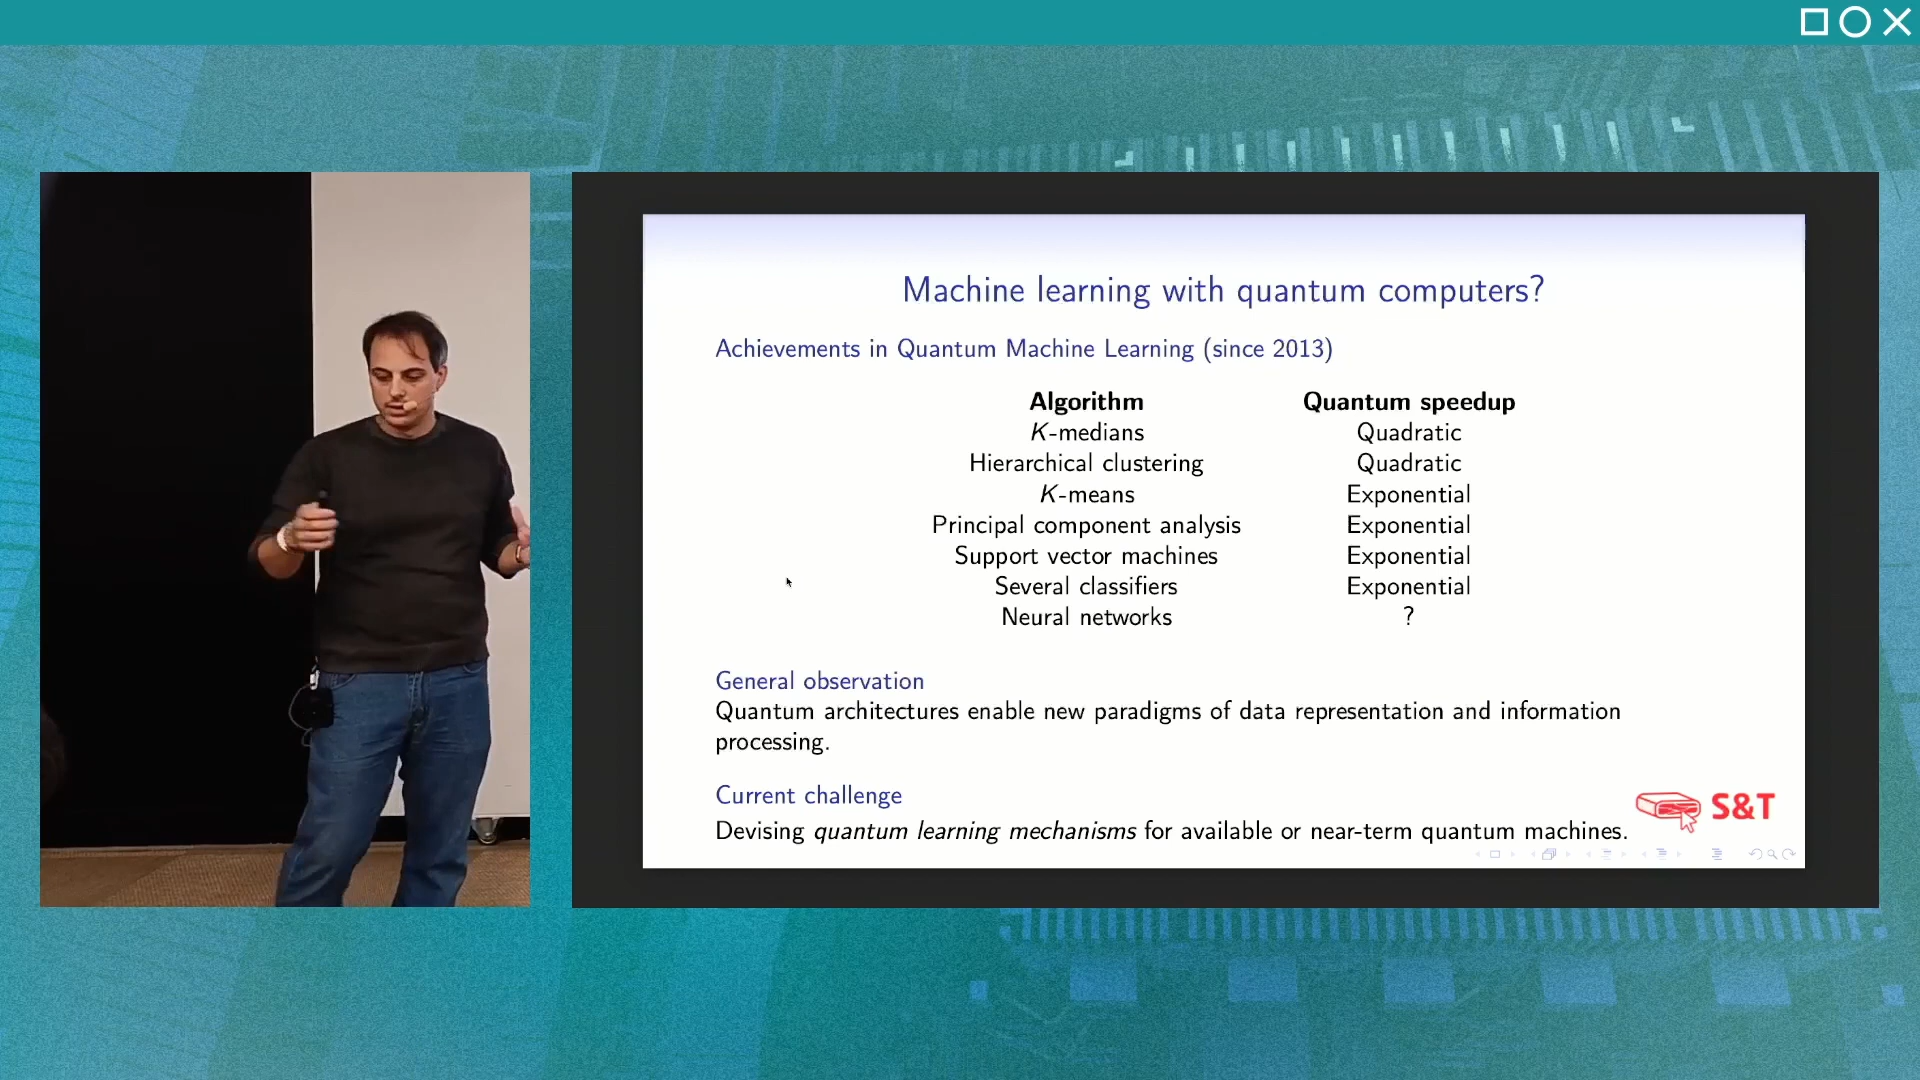 Machine learning with quantum computers?
Achievements in Quantum Machine Learning (since 2013)
Algorithm Quantum speedup
K-medians Quadratic
Hierarchical clustering Quadratic
K-means Exponential
Principal component analysis Exponential
Support vector machines Exponential
Several classifiers Exponential
Neural networks ?
General observation
Quantum architectures enable new paradigms of data representation and information
processing.
Current challenge
Devising quantum learning mechanisms for available or near-term quantum machines.
S&T